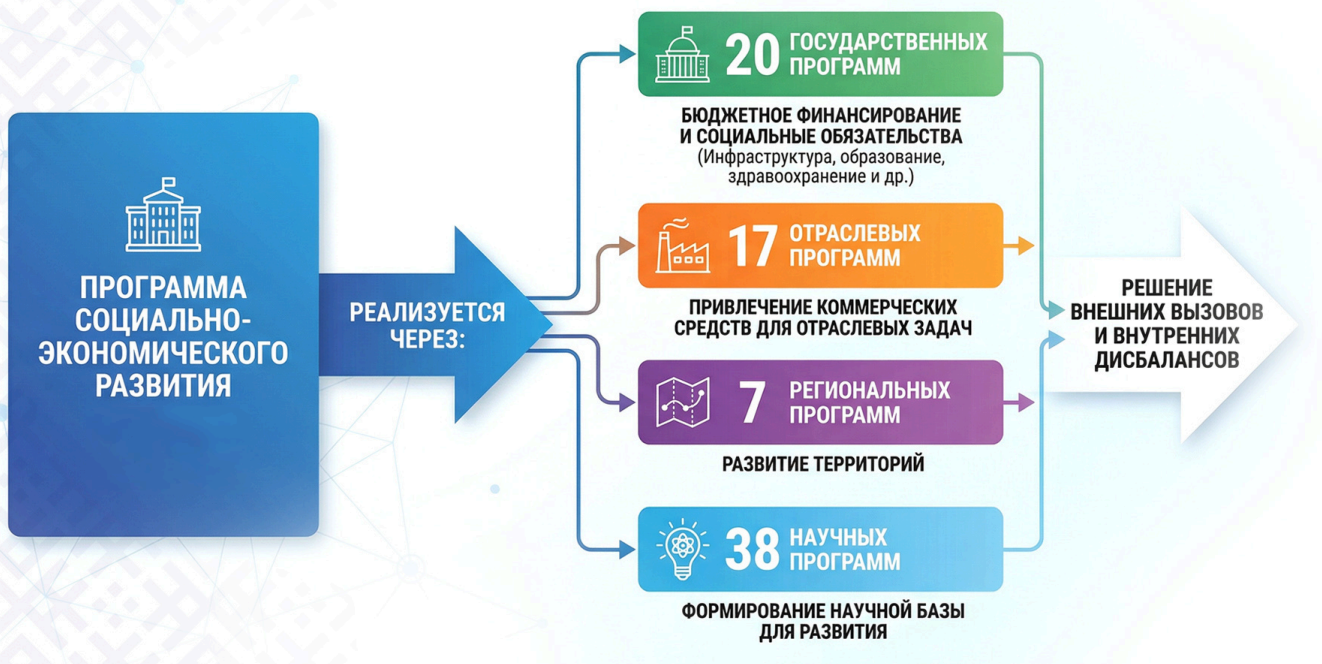 ПРОГРАММА
СОЦИАЛЬНО-
ЭКОНОМИЧЕСКОГО
РАЗВИТИЯ
РЕАЛИЗУЕТСЯ
ЧЕРЕЗ:
20 ГОСУДАРСТВЕННЫХ
ПРОГРАММ
БЮДЖЕТНОЕ ФИНАНСИРОВАНИЕ
И СОЦИАЛЬНЫЕ ОБЯЗАТЕЛЬСТВА
(Инфраструктура, образование,
здравоохранение и др.)
17 ОТРАСЛЕВЫХ
ПРОГРАММ
ПРИВЛЕЧЕНИЕ КОММЕРЧЕСКИХ
СРЕДСТВ ДЛЯ ОТРАСЛЕВЫХ ЗАДАЧ
7 РЕГИОНАЛЬНЫХ
ПРОГРАММ
РАЗВИТИЕ ТЕРРИТОРИЙ
38 НАУЧНЫХ
ПРОГРАММ
ФОРМИРОВАНИЕ НАУЧНОЙ БАЗЫ
ДЛЯ РАЗВИТИЯ
РЕШЕНИЕ
ВНЕШНИХ ВЫЗОВОВ
И ВНУТРЕННИХ
ДИСБАЛАНСОВ